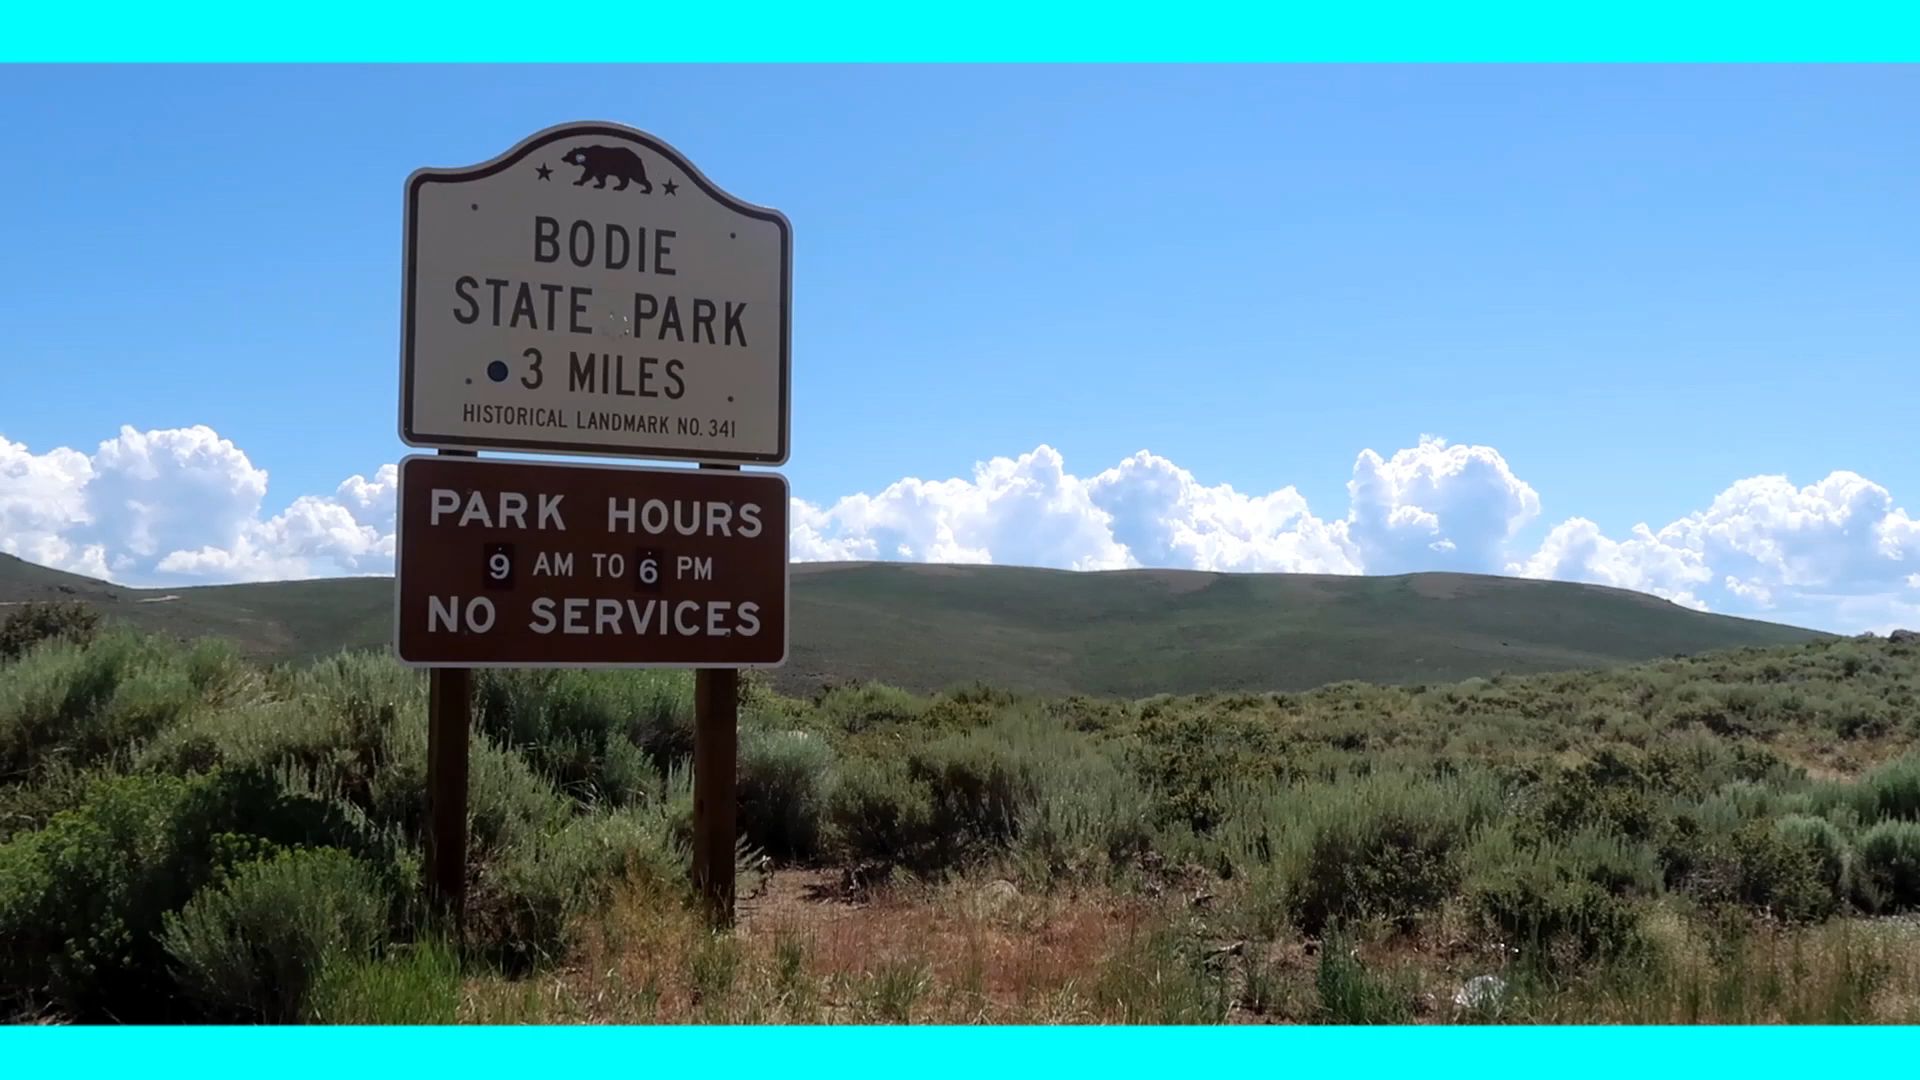 BODIE
STATE PARK
3 MILES
HISTORICAL LANDMARK NO. 341
PARK HOURS
9 AM TO 6 PM
NO SERVICES